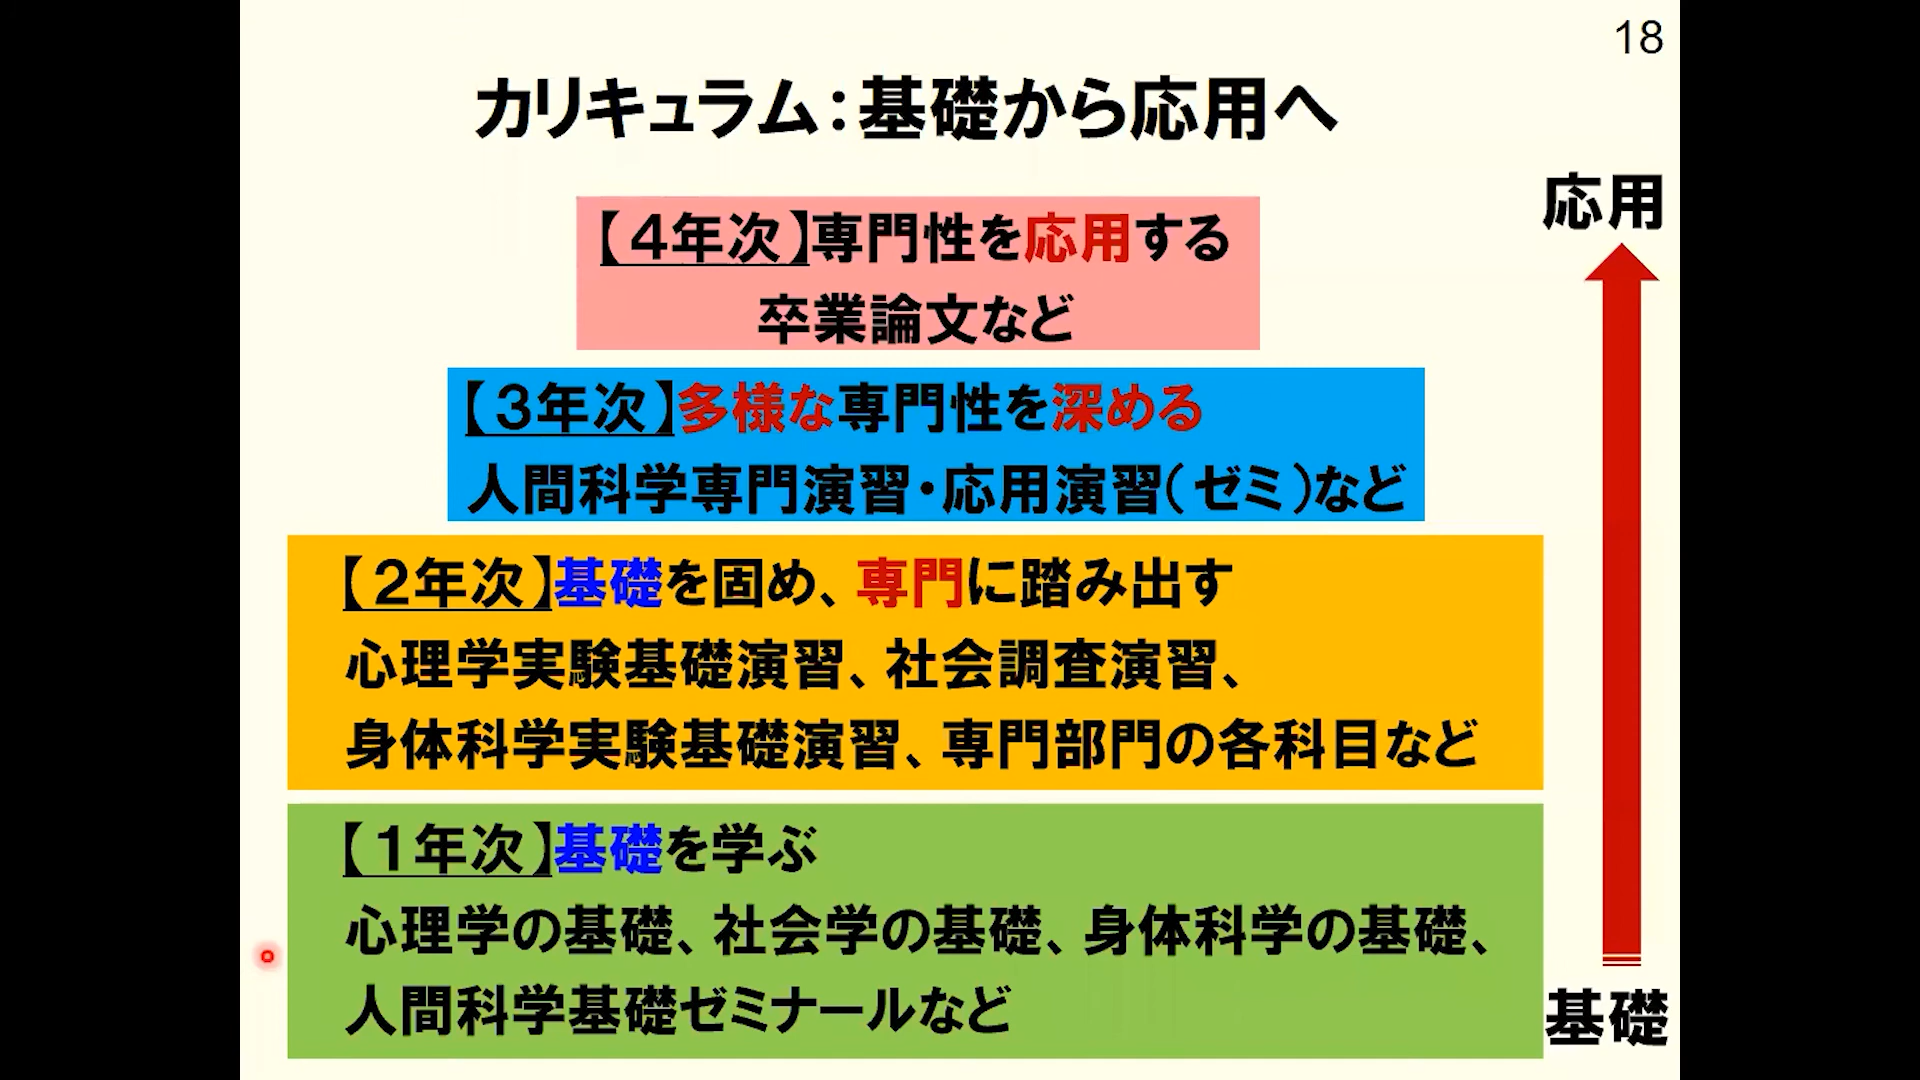 18
カリキュラム：基礎から応用へ
応用
【４年次】専門性を応用する
卒業論文など
【３年次】多様な専門性を深める
人間科学専門演習・応用演習（ゼミ）など
【２年次】基礎を固め、専門に踏み出す
心理学実験基礎演習、社会調査演習、
身体科学実験基礎演習、専門部門の各科目など
【１年次】基礎を学ぶ
心理学の基礎、社会学の基礎、身体科学の基礎、
人間科学基礎ゼミナールなど
基礎